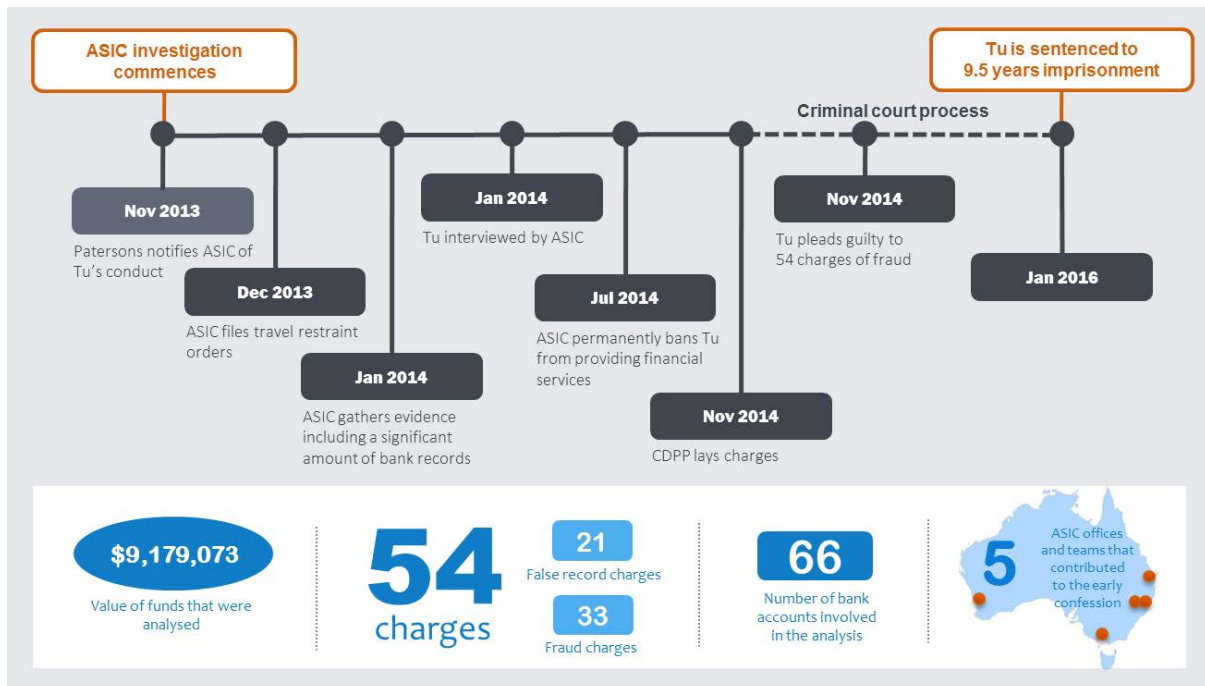 ASIC investigation
commences
Tu is sentenced to
9.5 years imprisonment
Criminal court process
Nov 2013
Patersons notifies ASIC of
Tu's conduct
Dec 2013
ASIC files travel restraint
orders
Jan 2014
ASIC gathers evidence
including a significant
amount of bank records
Jan 2014
Tu interviewed by ASIC
Jul 2014
ASIC permanently bans Tu
from providing financial
services
Nov 2014
CDPP lays charges
Nov 2014
Tu pleads guilty to
54 charges of fraud
Jan 2016
$9,179,073
Value of funds that were
analysed
54
charges
21
False record charges
33
Fraud charges
66
Number of bank
accounts involved
in the analysis
5
ASIC offices
and teams that
contributed
to the early
confession